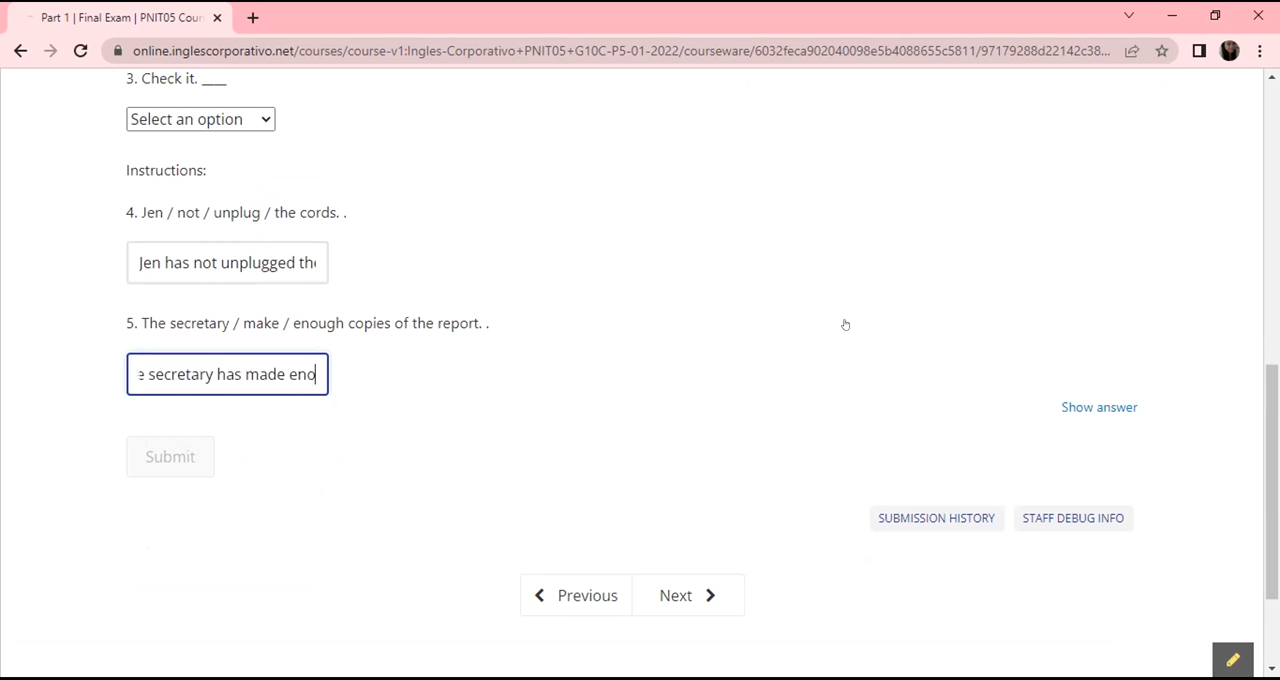 Part 1 | Final Exam | PNIT05 Cour
online.inglescorporativo.net/courses/course-v1:Ingles-Corporativo+PNIT05+G10C-P5-01-2022/courseware/6032feca902040098e5b4088655c5811/97179288d22142c38...
3. Check it. ____
Select an option
Instructions:
4. Jen / not / unplug / the cords. .
Jen has not unplugged the
5. The secretary / make / enough copies of the report. .
e secretary has made eno
Show answer
Submit
SUBMISSION HISTORY
STAFF DEBUG INFO
Previous
Next